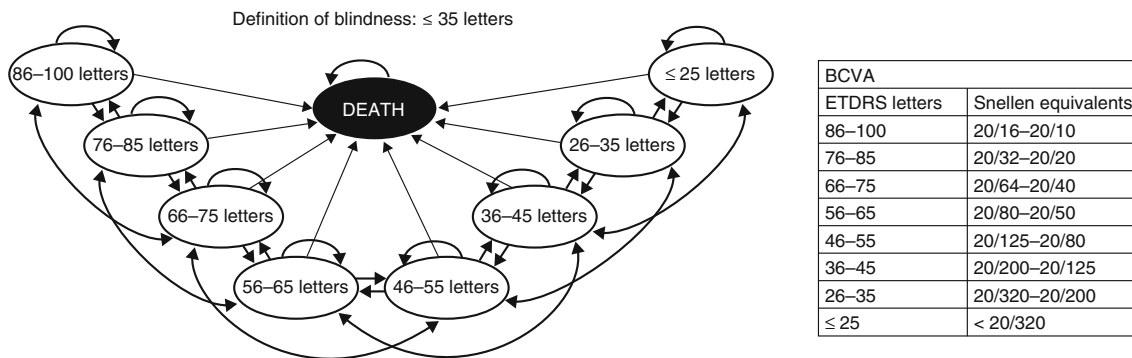 Definition of blindness: ≤ 35 letters
86–100 letters
≤ 25 letters
DEATH
76–85 letters
26–35 letters
66–75 letters
36–45 letters
56–65 letters
46–55 letters
BCVA
ETDRS letters Snellen equivalents
86–100 20/16–20/10
76–85 20/32–20/20
66–75 20/64–20/40
56–65 20/80–20/50
46–55 20/125–20/80
36–45 20/200–20/125
26–35 20/320–20/200
≤ 25 < 20/320